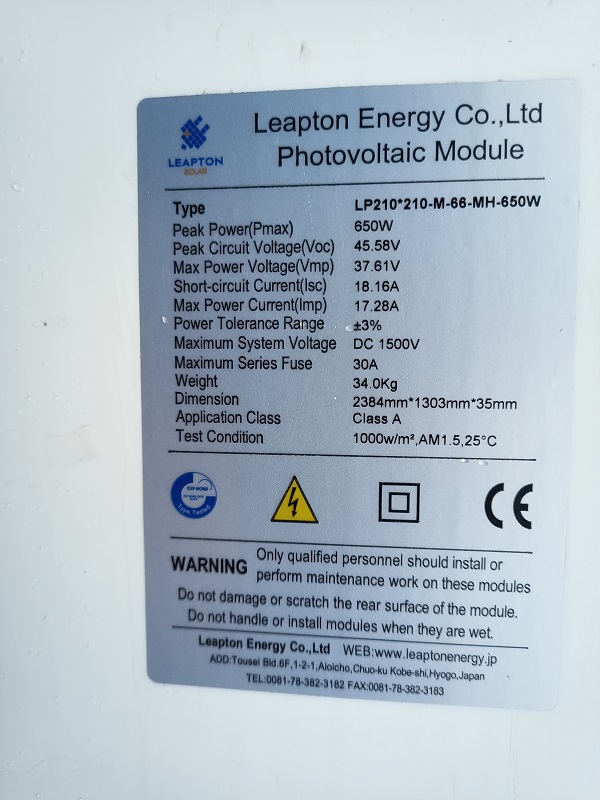 LEAPTON
SOLAR
Leapton Energy Co.,Ltd
Photovoltaic Module
Type LP210*210-M-66-MH-650W
Peak Power(Pmax) 650W
Peak Circuit Voltage(Voc) 45.58V
Max Power Voltage(Vmp) 37.61V
Short-circuit Current(Isc) 18.16A
Max Power Current(Imp) 17.28A
Power Tolerance Range ±3%
Maximum System Voltage DC 1500V
Maximum Series Fuse 30A
Weight 34.0Kg
Dimension 2384mm*1303mm*35mm
Application Class Class A
Test Condition 1000w/m²,AM1.5,25°C
TUV NORD
Type Tested
CE
WARNING Only qualified personnel should install or
perform maintenance work on these modules
Do not damage or scratch the rear surface of the module.
Do not handle or install modules when they are wet.
Leapton Energy Co.,Ltd WEB:www.leaptonenergy.jp
ADD:Tousei Bld.6F,1-2-1,Aioicho,Chuo-ku Kobe-shi,Hyogo,Japan
TEL:0081-78-382-3182 FAX:0081-78-382-3183